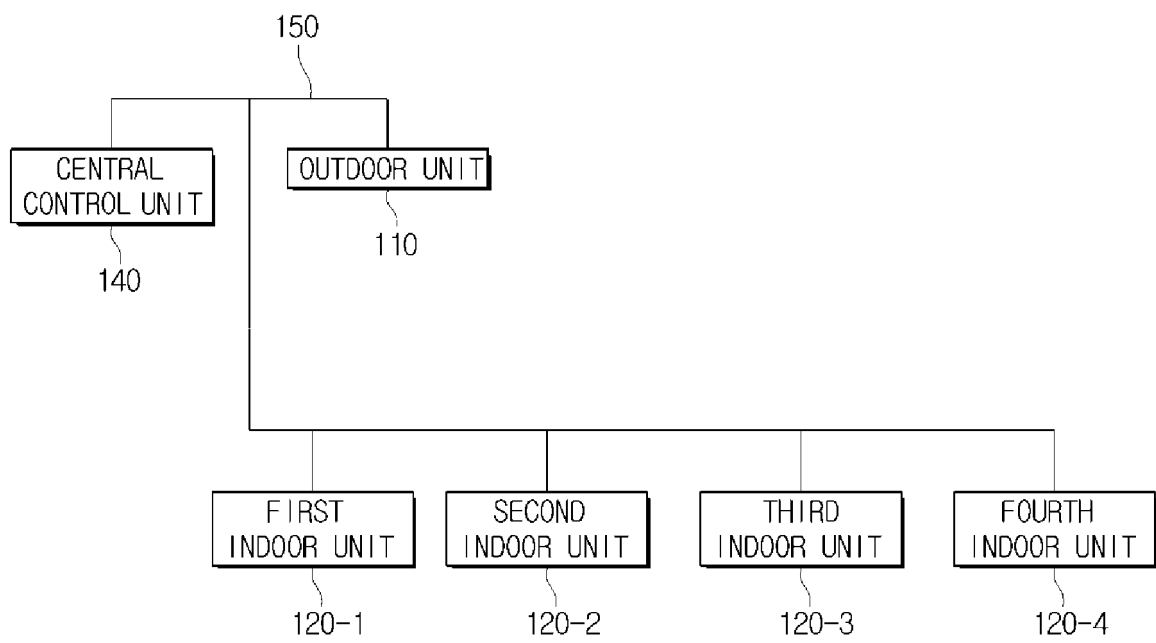 150
CENTRAL
CONTROL UNIT
OUTDOOR UNIT
140
110
FIRST
INDOOR UNIT
SECOND
INDOOR UNIT
THIRD
INDOOR UNIT
FOURTH
INDOOR UNIT
120-1
120-2
120-3
120-4